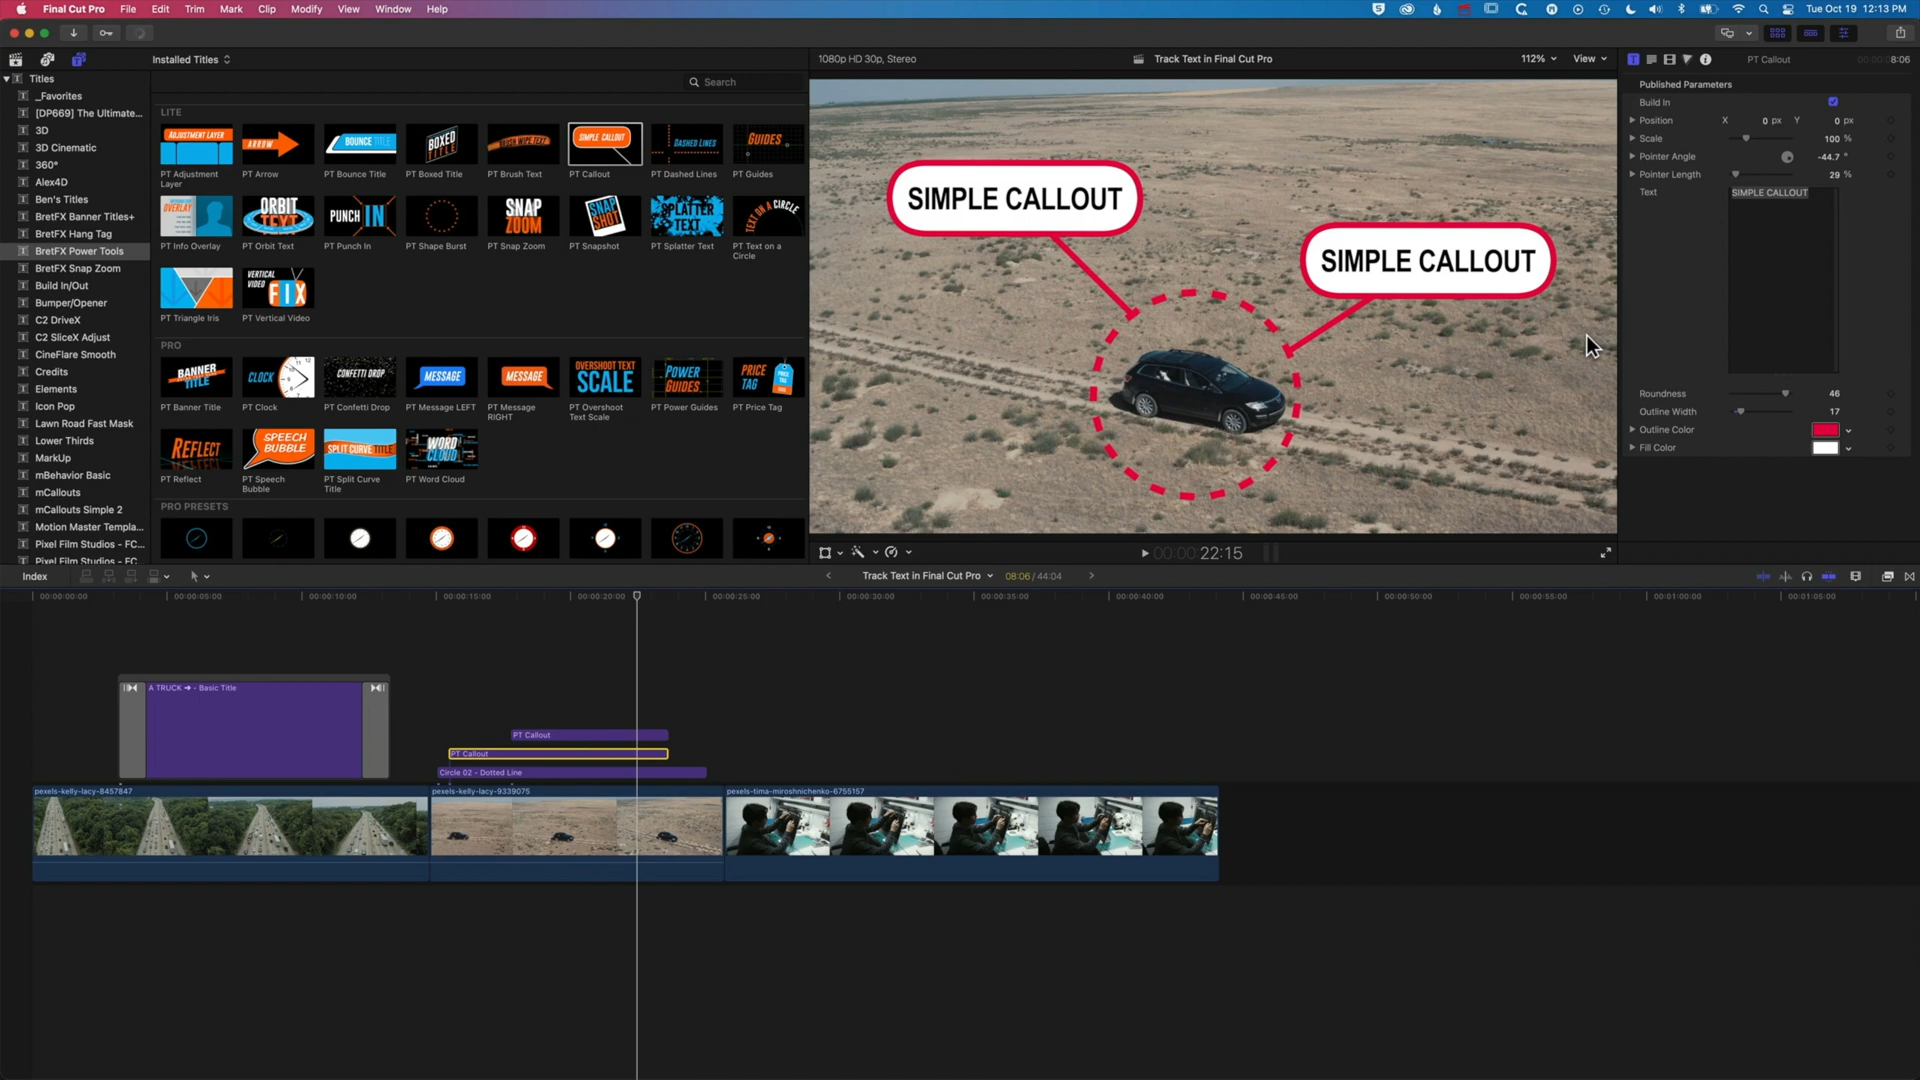 Final Cut Pro File Edit Trim Mark Clip Modify View Window Help
Tue Oct 19 12:13 PM
Installed Titles
1080p HD 30p, Stereo
Track Text in Final Cut Pro
112%
View
PT Callout
8:06
Titles
_Favorites
[DP669] The Ultimate...
3D
3D Cinematic
360°
Alex4D
Ben's Titles
BretFX Banner Titles+
BretFX Hang Tag
BretFX Power Tools
BretFX Snap Zoom
Build In/Out
Bumper/Opener
C2 DriveX
C2 SliceX Adjust
CineFlare Smooth
Credits
Elements
Icon Pop
Lawn Road Fast Mask
Lower Thirds
MarkUp
mBehavior Basic
mCallouts
mCallouts Simple 2
Motion Master Templa...
Pixel Film Studios - FC...
Pixel Film Studios - FC
Search
LITE
ADJUSTMENT LAYER
ARROW
BOUNCE TITLE
BOXED TITLE
BRUSH WIPE TEXT
SIMPLE CALLOUT
DASHED LINES
GUIDES
PT Adjustment Layer
PT Arrow
PT Bounce Title
PT Boxed Title
PT Brush Text
PT Callout
PT Dashed Lines
PT Guides
OVERLAY
ORBIT TEXT
PUNCH IN
SNAP ZOOM
SNAP SHOT
SPLATTER TEXT
TEXT ON A CIRCLE
PT Info Overlay
PT Orbit Text
PT Punch In
PT Shape Burst
PT Snap Zoom
PT Snapshot
PT Splatter Text
PT Text on a Circle
VERTICAL VIDEO FIX
PT Triangle Iris
PT Vertical Video
PRO
BANNER TITLE
CLOCK
CONFETTI DROP
MESSAGE
MESSAGE
OVERSHOOT TEXT SCALE
POWER GUIDES
PRICE TAG
PRICE TAG
PT Banner Title
PT Clock
PT Confetti Drop
PT Message LEFT
PT Message RIGHT
PT Overshoot Text Scale
PT Power Guides
PT Price Tag
REFLECT
SPEECH BUBBLE
SPLIT CURVE TITLE
WORD CLOUD
PT Reflect
PT Speech Bubble
PT Split Curve Title
PT Word Cloud
PRO PRESETS
SIMPLE CALLOUT
SIMPLE CALLOUT
00:00:00:22:15
Published Parameters
Build In
Position X 0 px Y 0 px
Scale 100 %
Pointer Angle -44.7 °
Pointer Length 29 %
Text SIMPLE CALLOUT
Roundness 46
Outline Width 17
Outline Color
Fill Color
Index
Track Text in Final Cut Pro 08:06 / 44:04
00:00:00:00 00:00:05:00 00:00:10:00 00:00:15:00 00:00:20:00 00:00:25:00 00:00:30:00 00:00:35:00 00:00:40:00 00:00:45:00 00:00:50:00 00:00:55:00 00:01:00:00 00:01:05:00
A TRUCK ➔ - Basic Title
PT Callout
PT Callout
Circle 02 - Dotted Line
pexels-kelly-lacy-8457847
pexels-kelly-lacy-9339075
pexels-tima-miroshnichenko-6755157